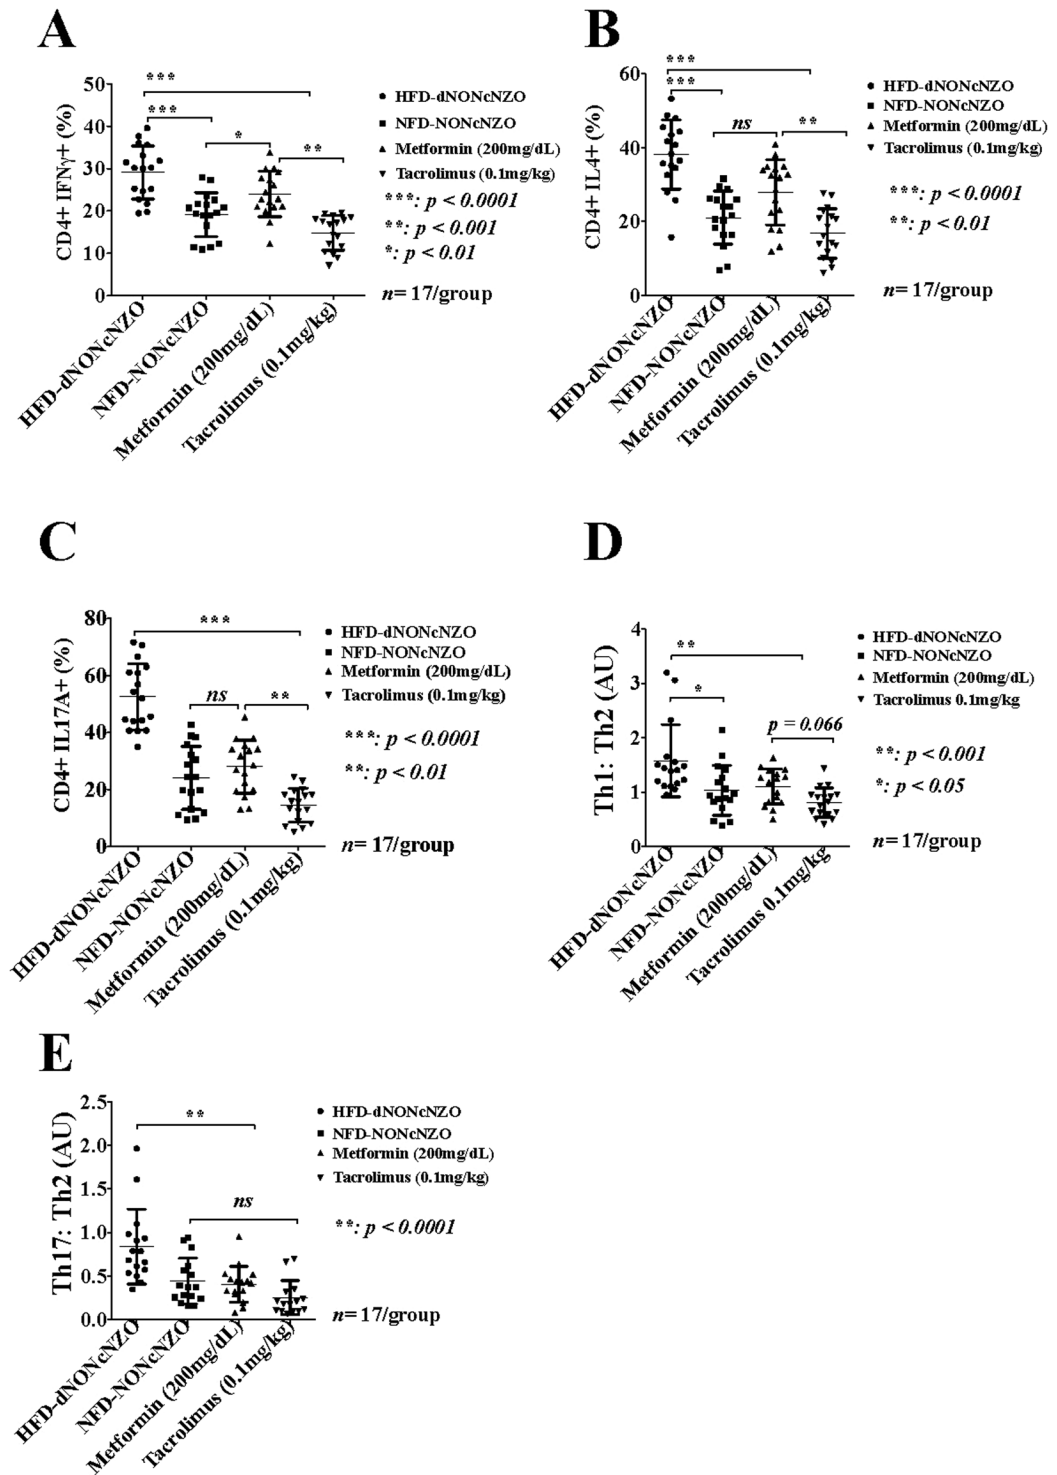 A
CD4+ IFNγ+ (%)
50
40
30
20
10
0
***
***
*
**
HFD-dNONcNZO
NFD-NONcNZO
Metformin (200mg/dL)
Tacrolimus (0.1mg/kg)
***: p < 0.0001
**: p < 0.001
*: p < 0.01
n= 17/group
HFD-dNONcNZO
NFD-NONcNZO
Metformin (200mg/dL)
Tacrolimus (0.1mg/kg)
B
CD4+ IL4+ (%)
60
40
20
0
***
***
ns
**
HFD-dNONcNZO
NFD-NONcNZO
Metformin (200mg/dL)
Tacrolimus (0.1mg/kg)
***: p < 0.0001
**: p < 0.01
n= 17/group
HFD-dNONcNZO
NFD-NONcNZO
Metformin (200mg/dL)
Tacrolimus (0.1mg/kg)
C
CD4+ IL17A+ (%)
80
60
40
20
0
***
ns
**
HFD-dNONcNZO
NFD-NONcNZO
Metformin (200mg/dL)
Tacrolimus (0.1mg/kg)
***: p < 0.0001
**: p < 0.01
n= 17/group
HFD-dNONcNZO
NFD-NONcNZO
Metformin (200mg/dL)
Tacrolimus (0.1mg/kg)
D
Th1: Th2 (AU)
4
3
2
1
0
**
*
p = 0.066
HFD-dNONcNZO
NFD-NONcNZO
Metformin (200mg/dL)
Tacrolimus 0.1mg/kg
**: p < 0.001
*: p < 0.05
n= 17/group
HFD-dNONcNZO
NFD-NONcNZO
Metformin (200mg/dL)
Tacrolimus 0.1mg/kg
E
Th17: Th2 (AU)
2.5
2.0
1.5
1.0
0.5
0.0
**
ns
HFD-dNONcNZO
NFD-NONcNZO
Metformin (200mg/dL)
Tacrolimus (0.1mg/kg)
**: p < 0.0001
n= 17/group
HFD-dNONcNZO
NFD-NONcNZO
Metformin (200mg/dL)
Tacrolimus (0.1mg/kg)